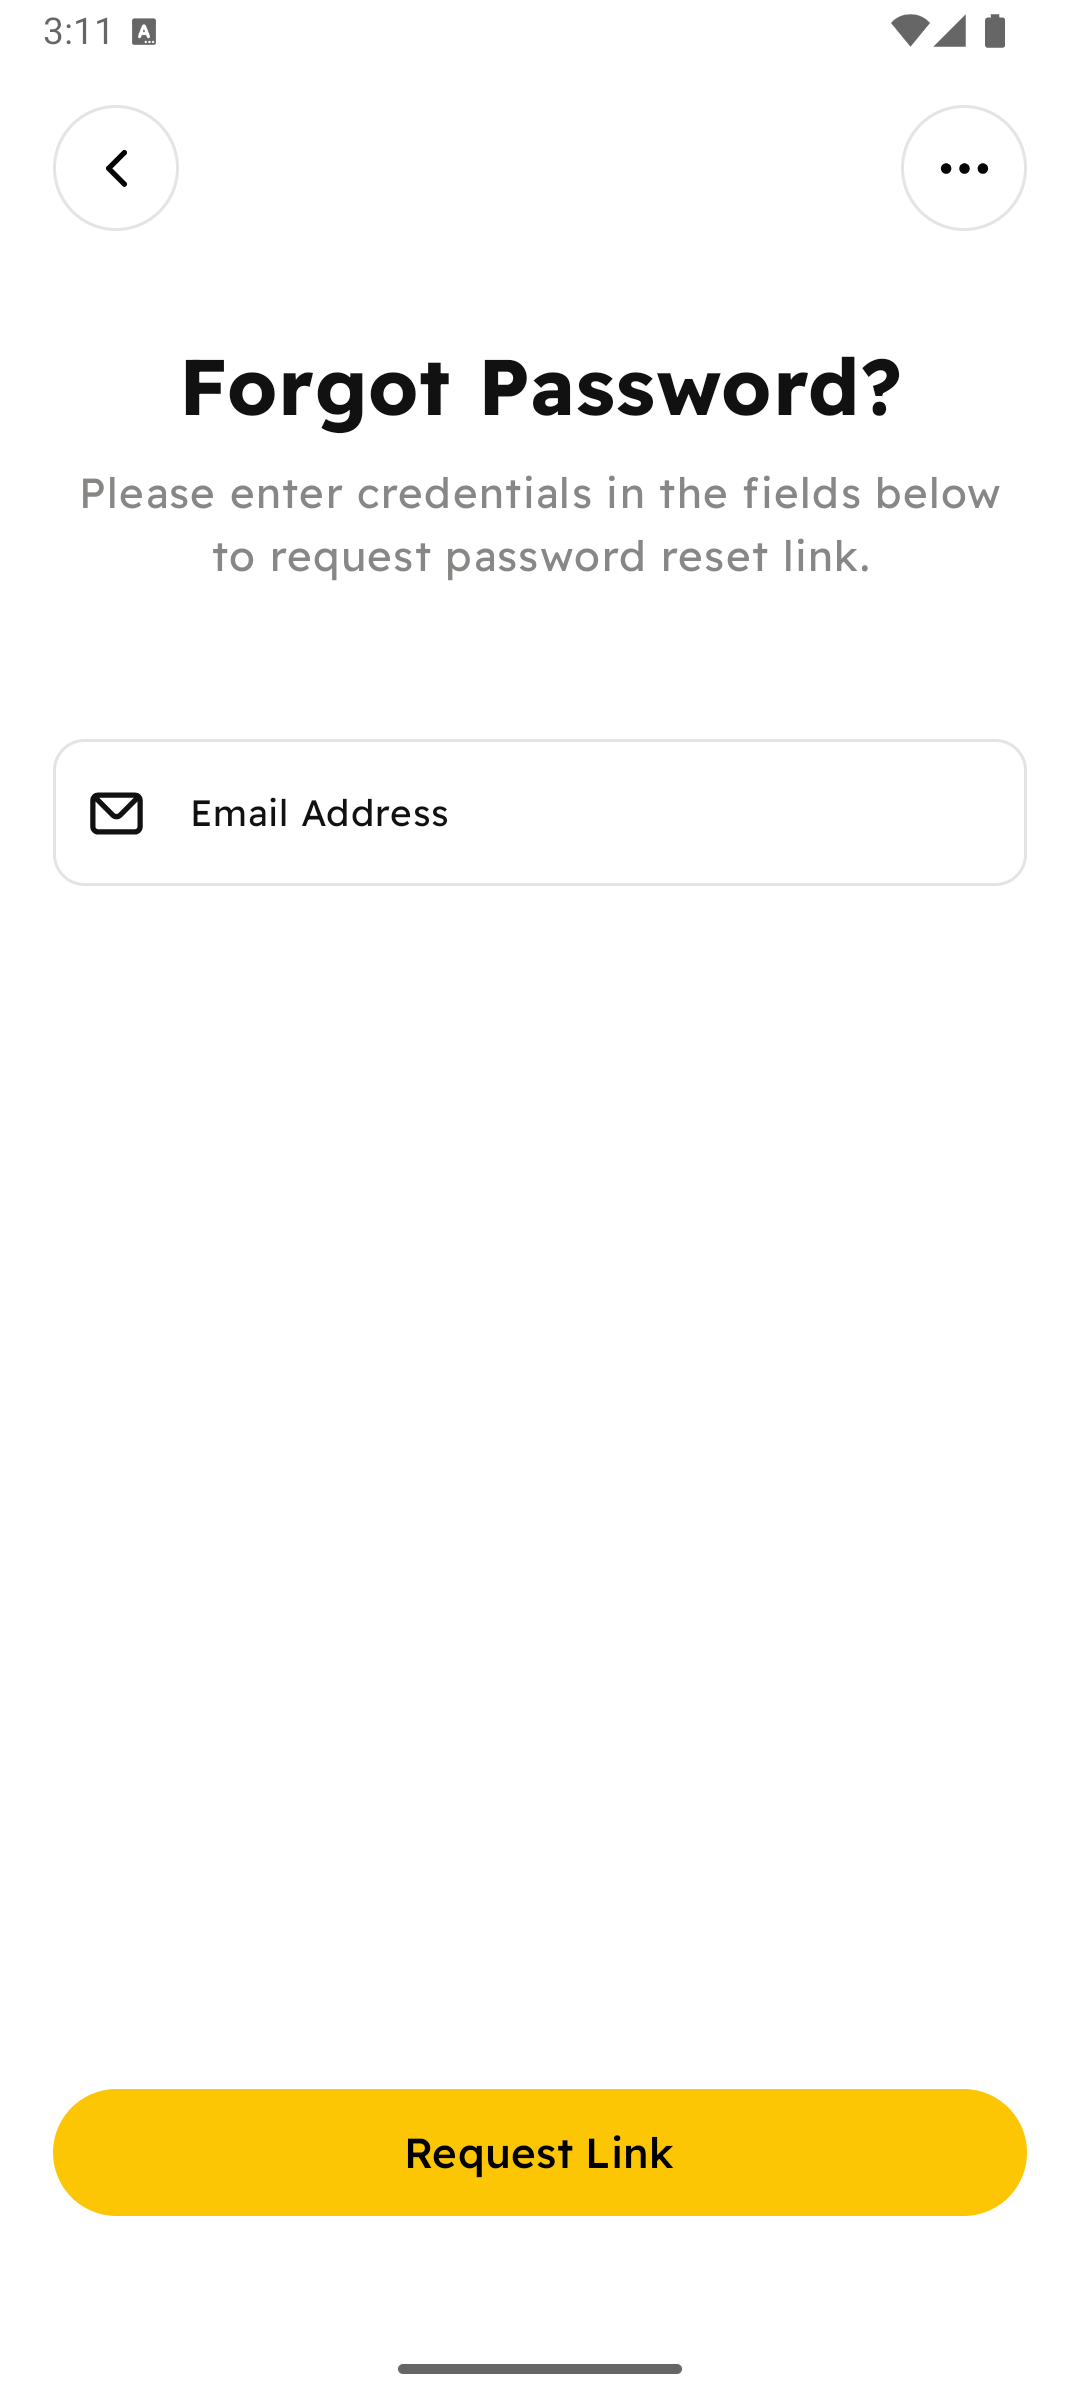 3:11
Forgot Password?
Please enter credentials in the fields below
to request password reset link.
Email Address
Request Link